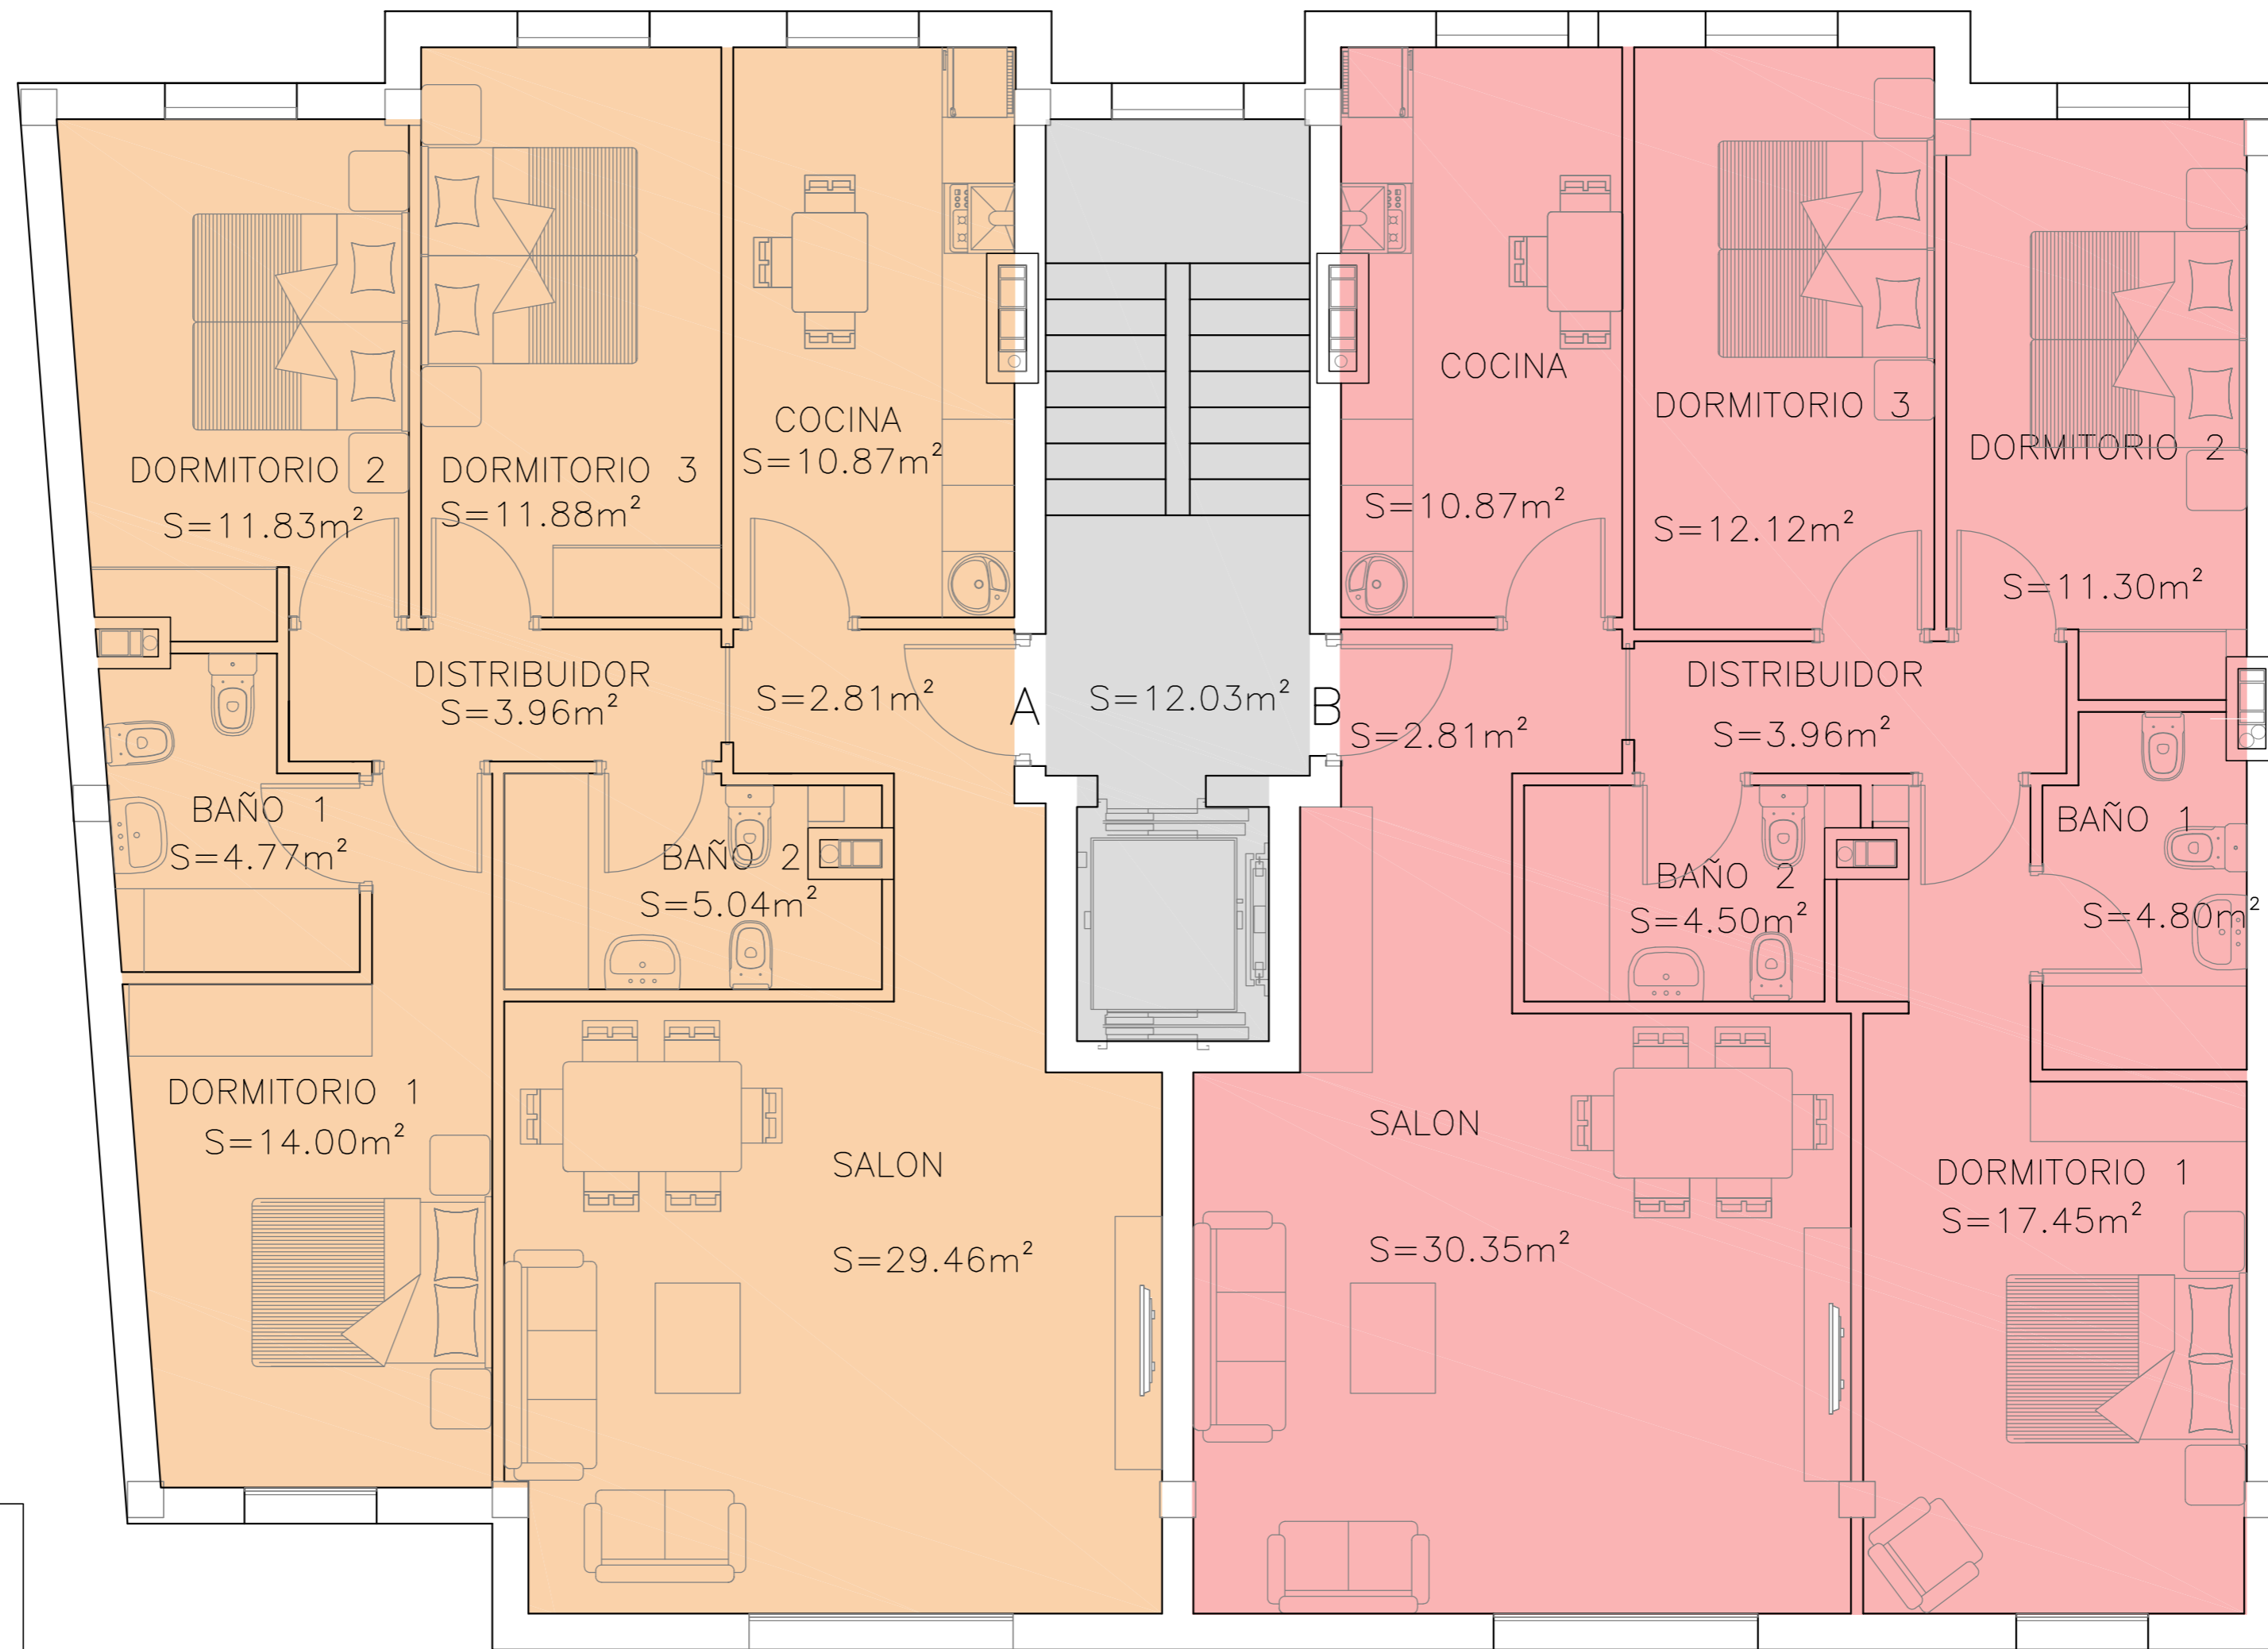 DORMITORIO 2
S=11.83m²
DORMITORIO 3
S=11.88m²
COCINA
S=10.87m²
DISTRIBUIDOR
S=3.96m²
S=2.81m²
A
BAÑO 1
S=4.77m²
BAÑO 2
S=5.04m²
DORMITORIO 1
S=14.00m²
SALON
S=29.46m²
S=12.03m²
B
COCINA
S=10.87m²
DORMITORIO 3
S=12.12m²
DORMITORIO 2
S=11.30m²
S=2.81m²
DISTRIBUIDOR
S=3.96m²
BAÑO 2
S=4.50m²
BAÑO 1
S=4.80m²
SALON
S=30.35m²
DORMITORIO 1
S=17.45m²